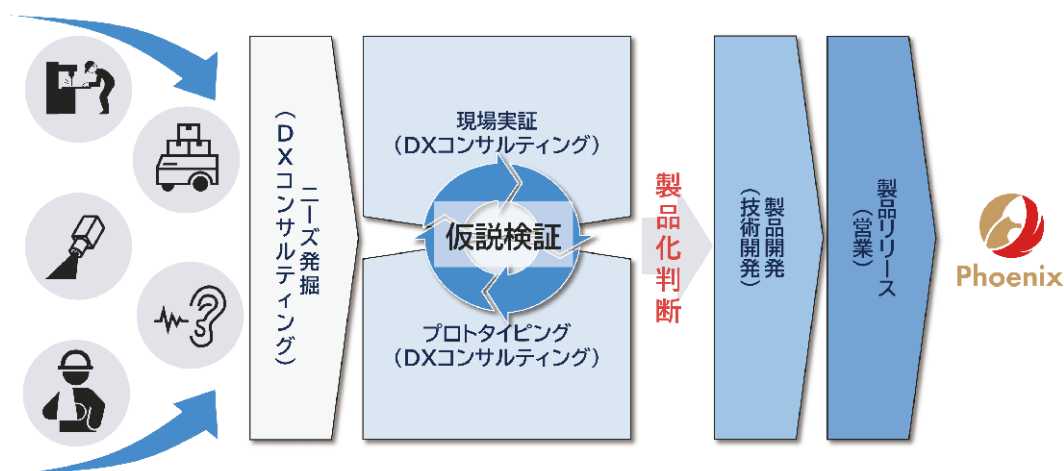 ニーズ発掘
（DXコンサルティング）
現場実証
（DXコンサルティング）
仮説検証
プロトタイピング
（DXコンサルティング）
製品化判断
製品開発
（技術開発）
製品リリース
（営業）
Phoenix